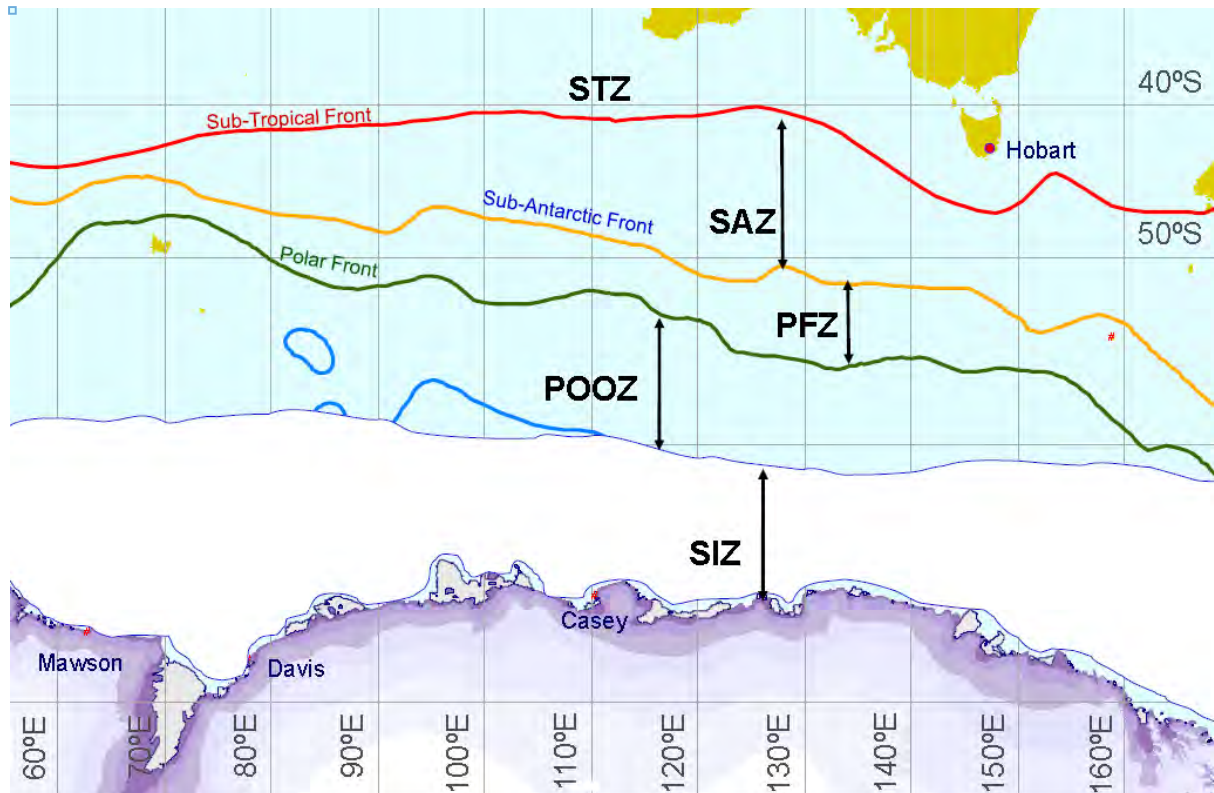 STZ
40ºS
Sub-Tropical Front
Hobart
Sub-Antarctic Front
SAZ
50ºS
Polar Front
PFZ
POOZ
SIZ
Casey
Mawson
Davis
60ºE
70ºE
80ºE
90ºE
100ºE
110ºE
120ºE
130ºE
140ºE
150ºE
160ºE